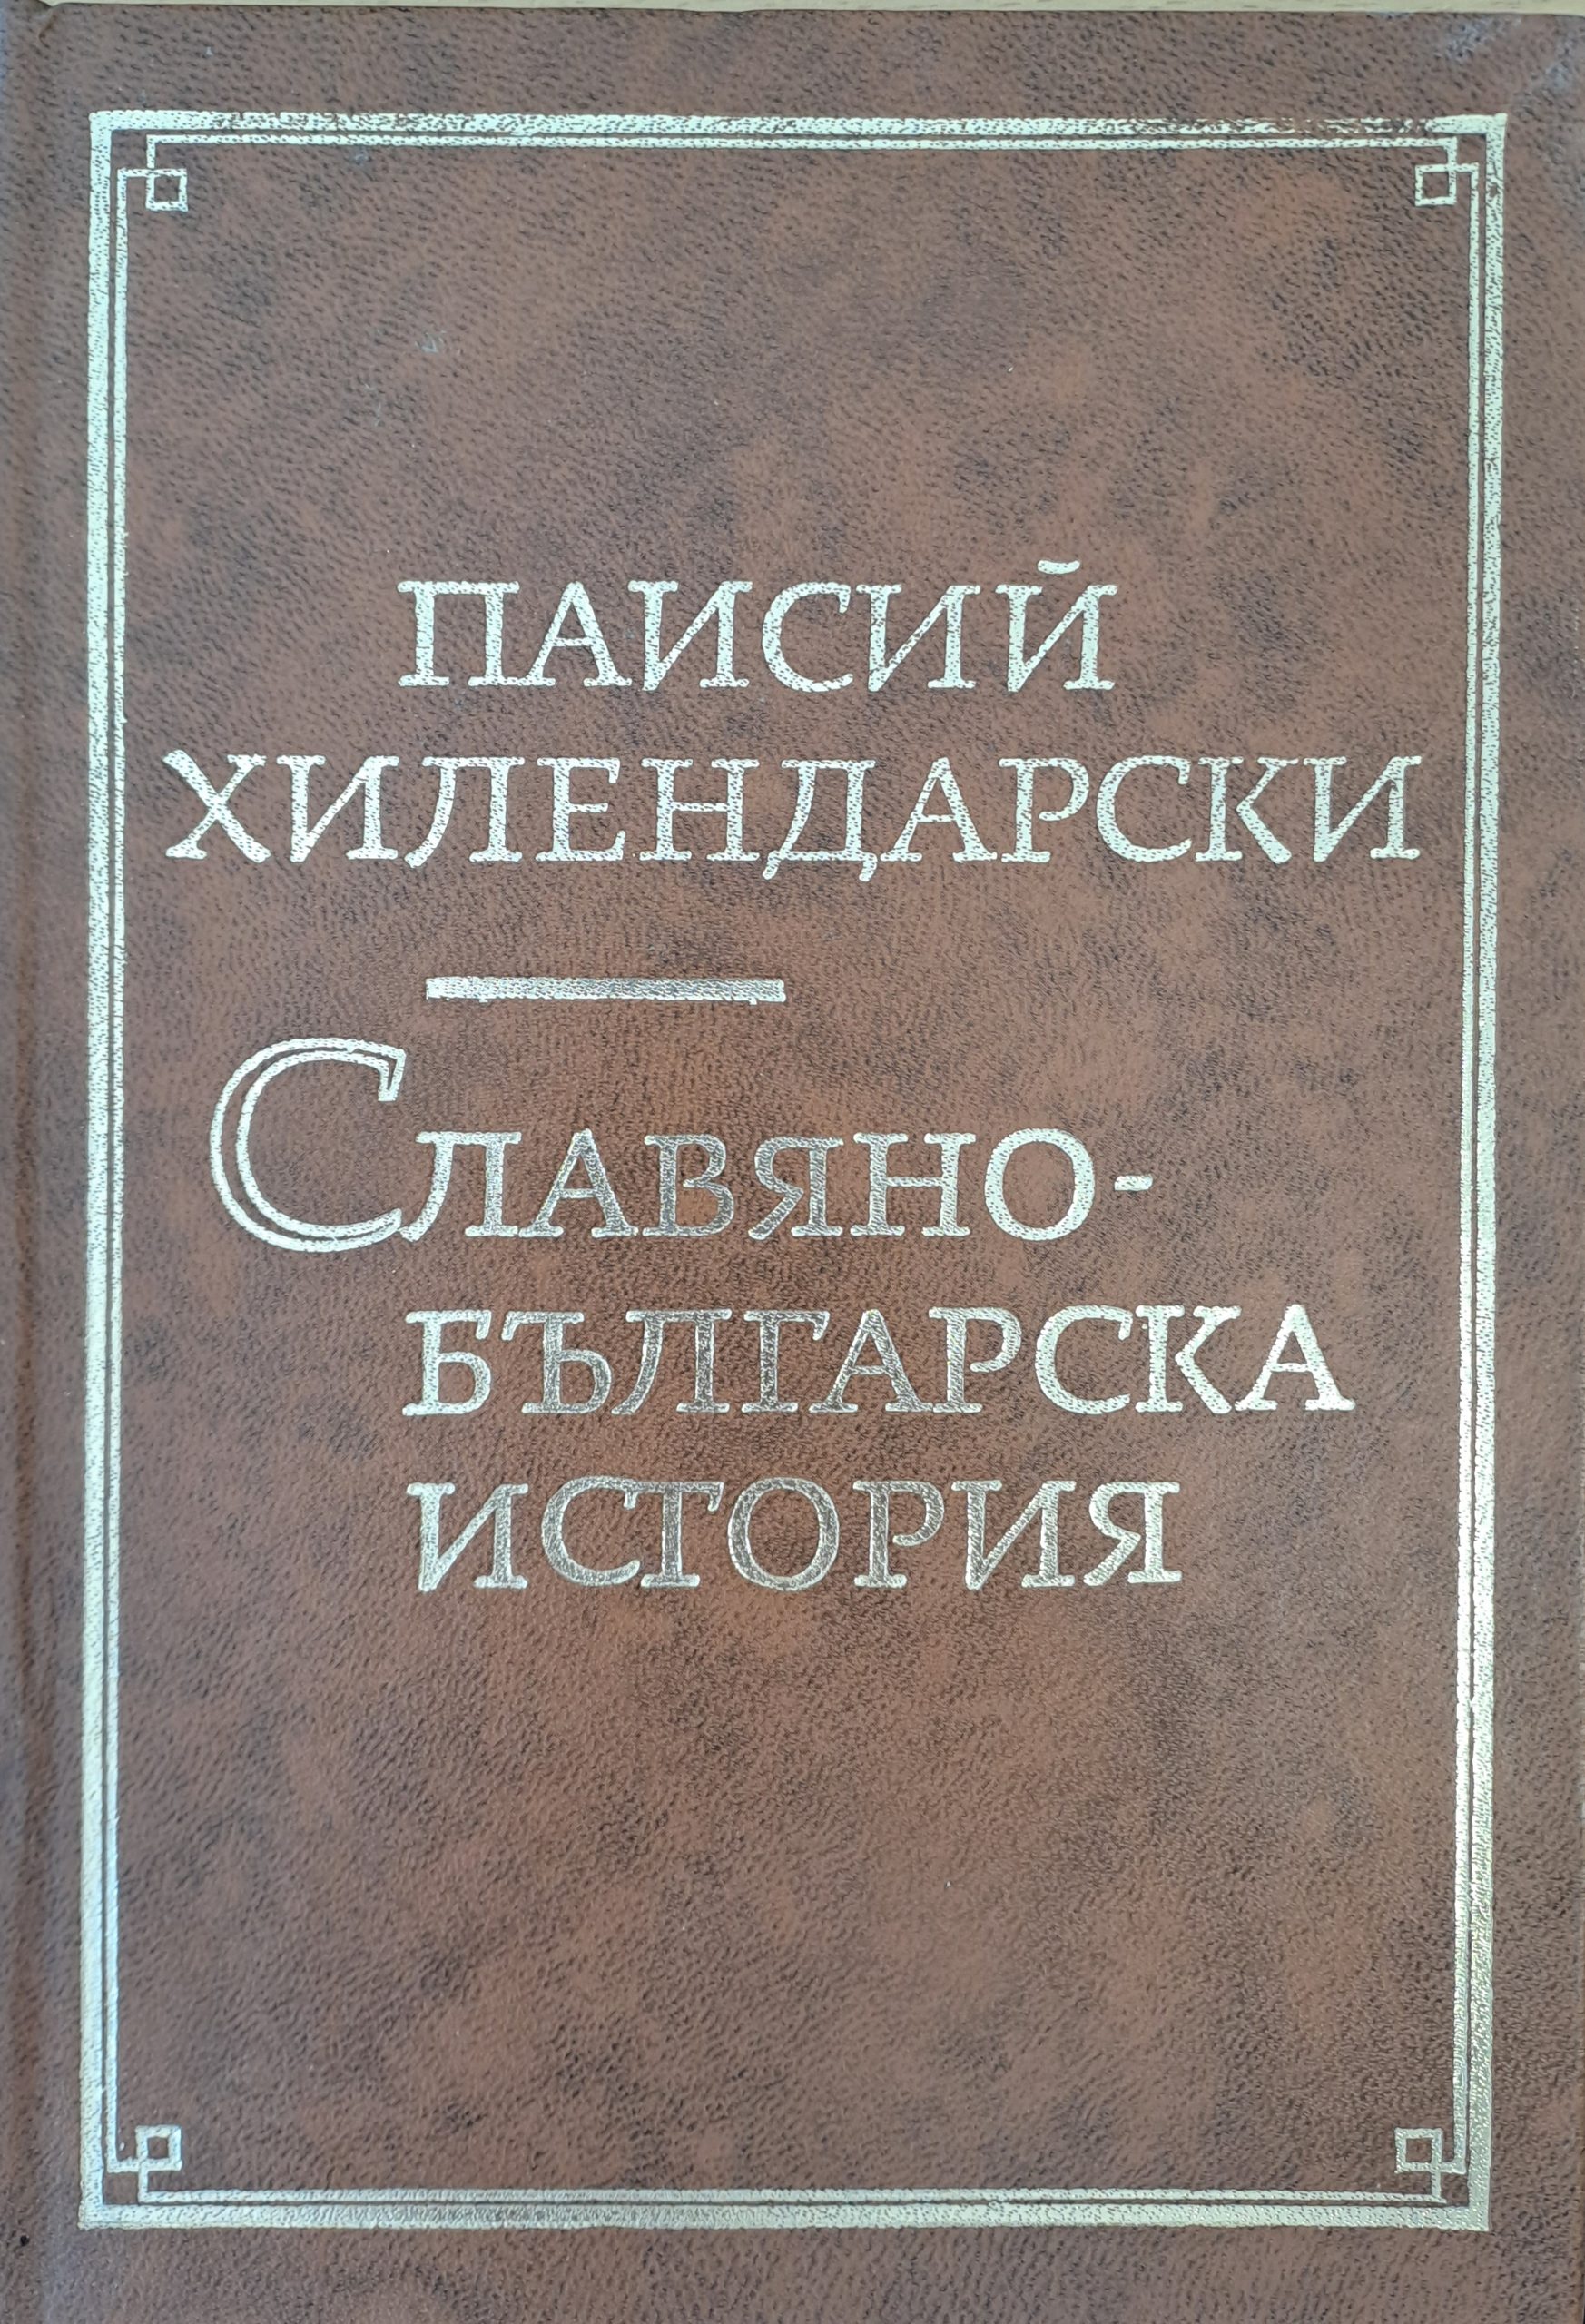 ПАИСИЙ
ХИЛЕНДАРСКИ
СЛАВЯНО-
БЪЛГАРСКА
ИСТОРИЯ